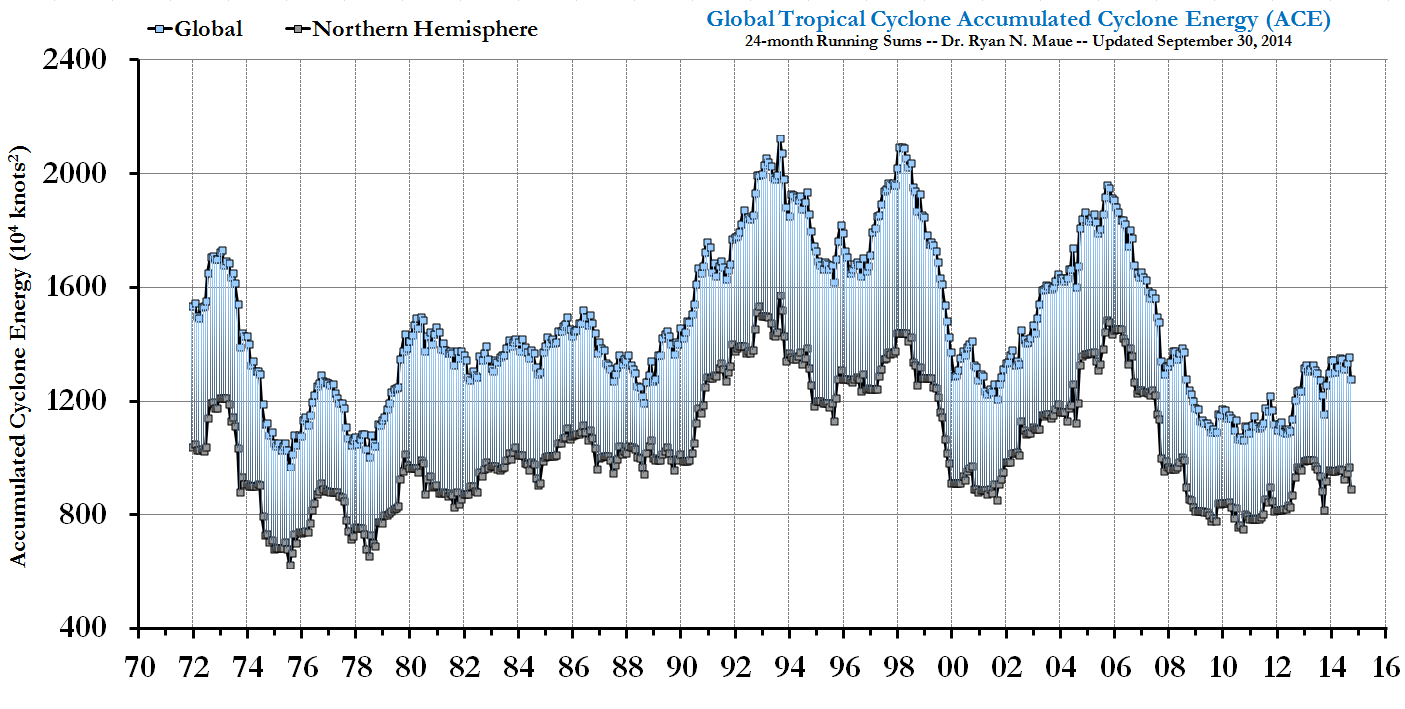 Global Tropical Cyclone Accumulated Cyclone Energy (ACE)
24-month Running Sums -- Dr. Ryan N. Maue -- Updated September 30, 2014
Global
Northern Hemisphere
Accumulated Cyclone Energy (10⁴ knots²)
2400
2000
1600
1200
800
400
70 72 74 76 78 80 82 84 86 88 90 92 94 96 98 00 02 04 06 08 10 12 14 16